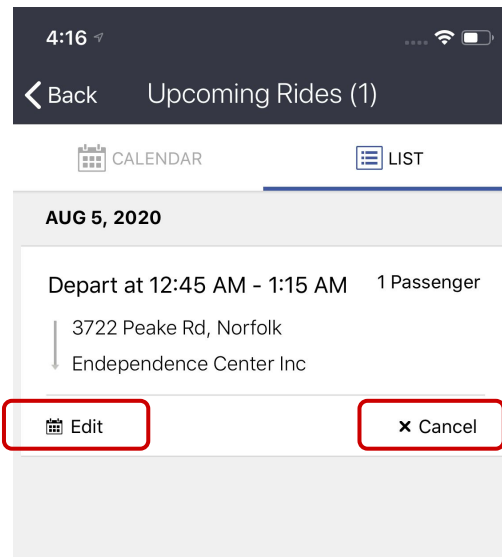 4:16
Back Upcoming Rides (1)
CALENDAR LIST
AUG 5, 2020
Depart at 12:45 AM - 1:15 AM 1 Passenger
3722 Peake Rd, Norfolk
Endependence Center Inc
Edit × Cancel